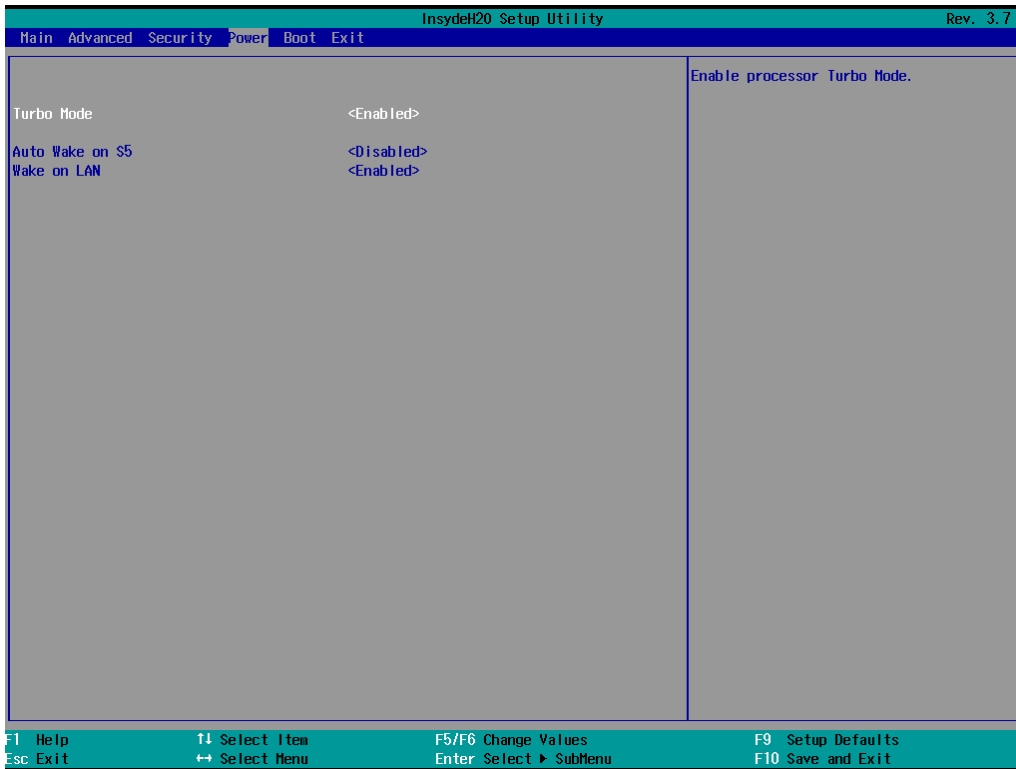 InsydeH20 Setup Utility Rev. 3.7
Main Advanced Security Power Boot Exit
Enable processor Turbo Mode.
Turbo Mode <Enabled>
Auto Wake on S5 <Disabled>
Wake on LAN <Enabled>
F1 Help ↑↓ Select Item F5/F6 Change Values F9 Setup Defaults
Esc Exit ↔ Select Menu Enter Select ▶ SubMenu F10 Save and Exit